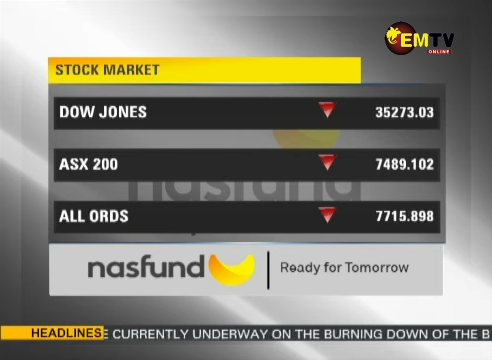 EMTV
ONLINE
STOCK MARKET
DOW JONES 35273.03
ASX 200 7489.102
ALL ORDS 7715.898
nasfund Ready for Tomorrow
HEADLINES CURRENTLY UNDERWAY ON THE BURNING DOWN OF THE B